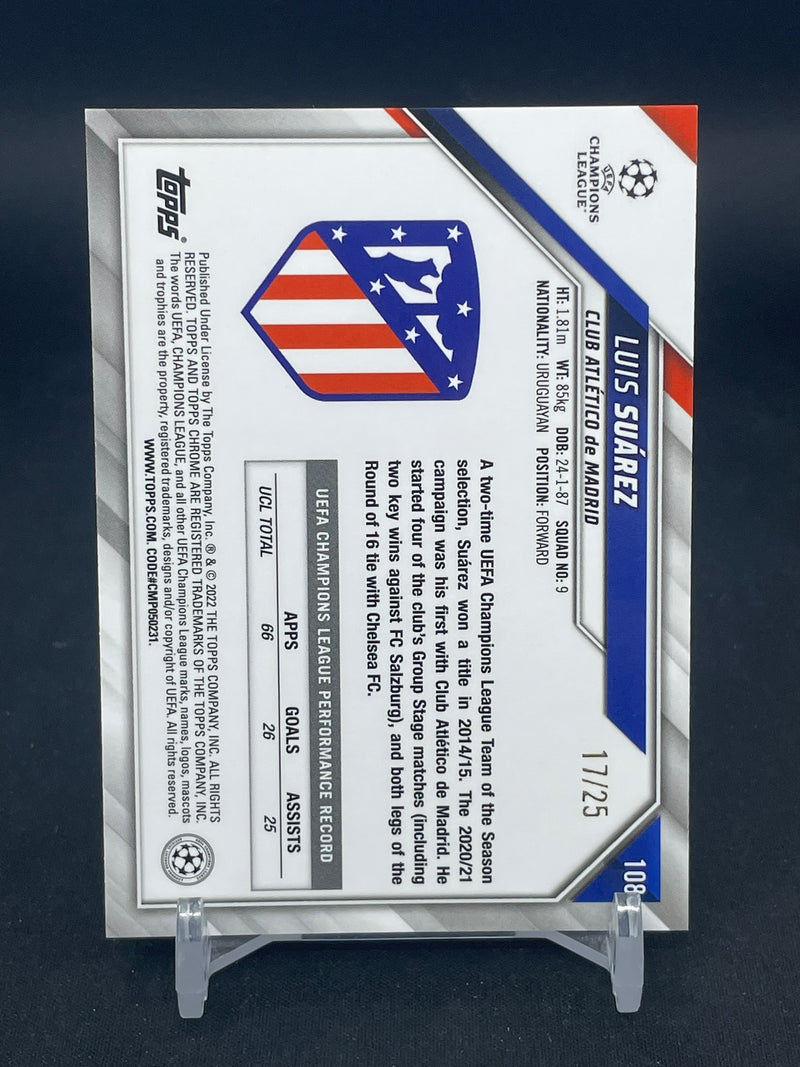 UEFA
CHAMPIONS
LEAGUE®
108
LUIS SUÁREZ
CLUB ATLÉTICO de MADRID
HT: 1.81m WT: 85kg DOB: 24-1-87 SQUAD NO.: 9
NATIONALITY: URUGUAYAN POSITION: FORWARD
17/25
A two-time UEFA Champions League Team of the Season
selection, Suárez won a title in 2014/15. The 2020/21
campaign was his first with Club Atlético de Madrid. He
started four of the club's Group Stage matches (including
two key wins against FC Salzburg), and both legs of the
Round of 16 tie with Chelsea FC.
UEFA CHAMPIONS LEAGUE PERFORMANCE RECORD
APPS GOALS ASSISTS
UCL TOTAL 66 26 25
topps®
Published Under License by The Topps Company, Inc. ® & © 2022 THE TOPPS COMPANY, INC. ALL RIGHTS
RESERVED. TOPPS AND TOPPS CHROME ARE REGISTERED TRADEMARKS OF THE TOPPS COMPANY, INC.
The words UEFA, CHAMPIONS LEAGUE, and all other UEFA Champions League marks, names, logos, mascots
and trophies are the property, registered trademarks, designs and/or copyright of UEFA. All rights reserved.
WWW.TOPPS.COM. CODE#CMP050231.